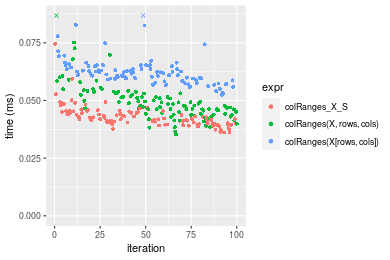 0.075
0.050
0.025
0.000
time (ms)
0
25
50
75
100
iteration
expr
colRanges_X_S
colRanges(X, rows, cols)
colRanges(X[rows, cols])